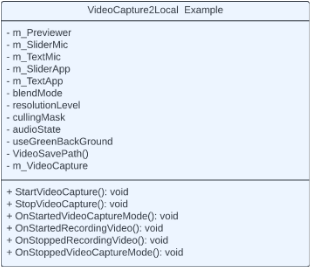 VideoCapture2Local Example
- m_Previewer
- m_SliderMic
- m_TextMic
- m_SliderApp
- m_TextApp
- blendMode
- resolutionLevel
- cullingMask
- audioState
- useGreenBackGround
- VideoSavePath()
- m_VideoCapture
+ StartVideoCapture(): void
+ StopVideoCapture(): void
+ OnStartedVideoCaptureMode(): void
+ OnStartedRecordingVideo(): void
+ OnStoppedRecordingVideo(): void
+ OnStoppedVideoCaptureMode(): void